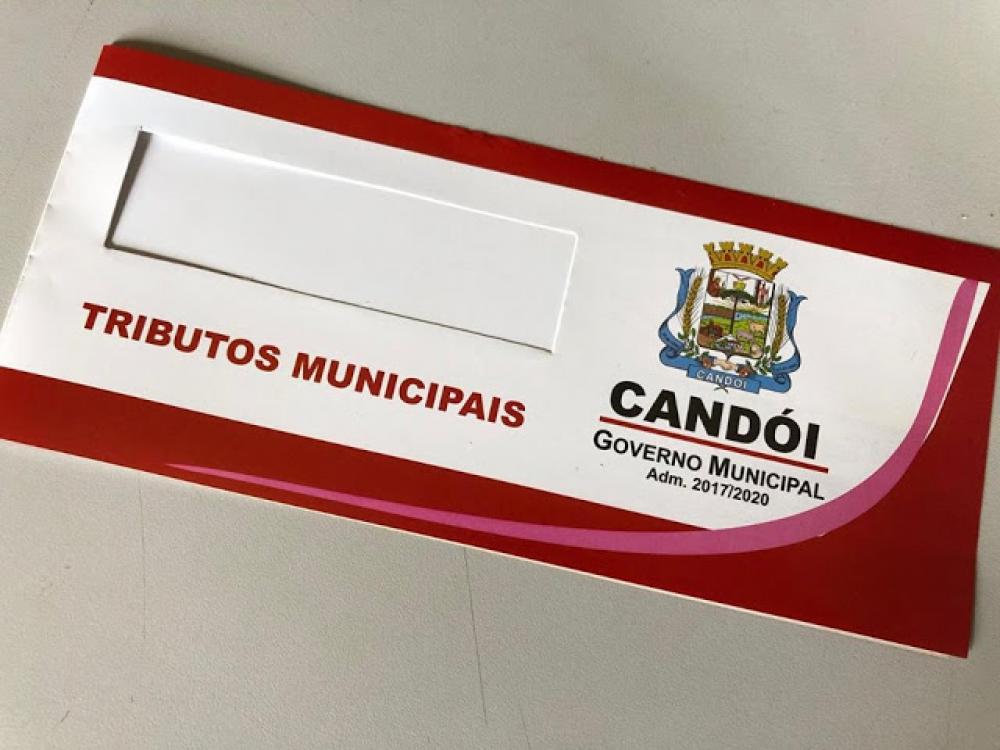 TRIBUTOS MUNICIPAIS
CANDÓI
CANDÓI
GOVERNO MUNICIPAL
Adm. 2017/2020